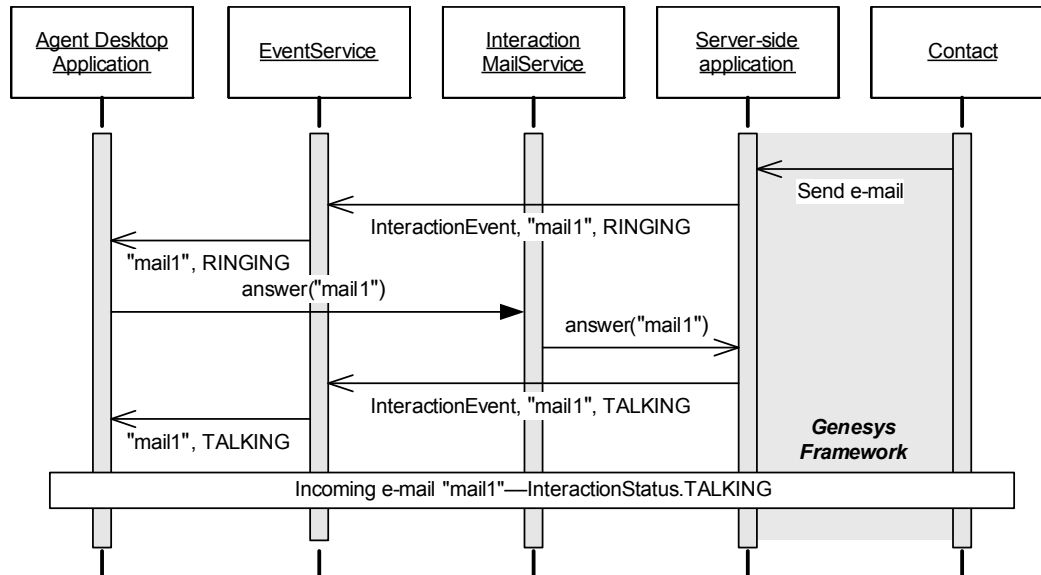 Agent Desktop
Application
EventService
Interaction
MailService
Server-side
application
Contact
Send e-mail
InteractionEvent, "mail1", RINGING
"mail1", RINGING
answer("mail1")
answer("mail1")
InteractionEvent, "mail1", TALKING
"mail1", TALKING
Genesys
Framework
Incoming e-mail "mail1"—InteractionStatus.TALKING